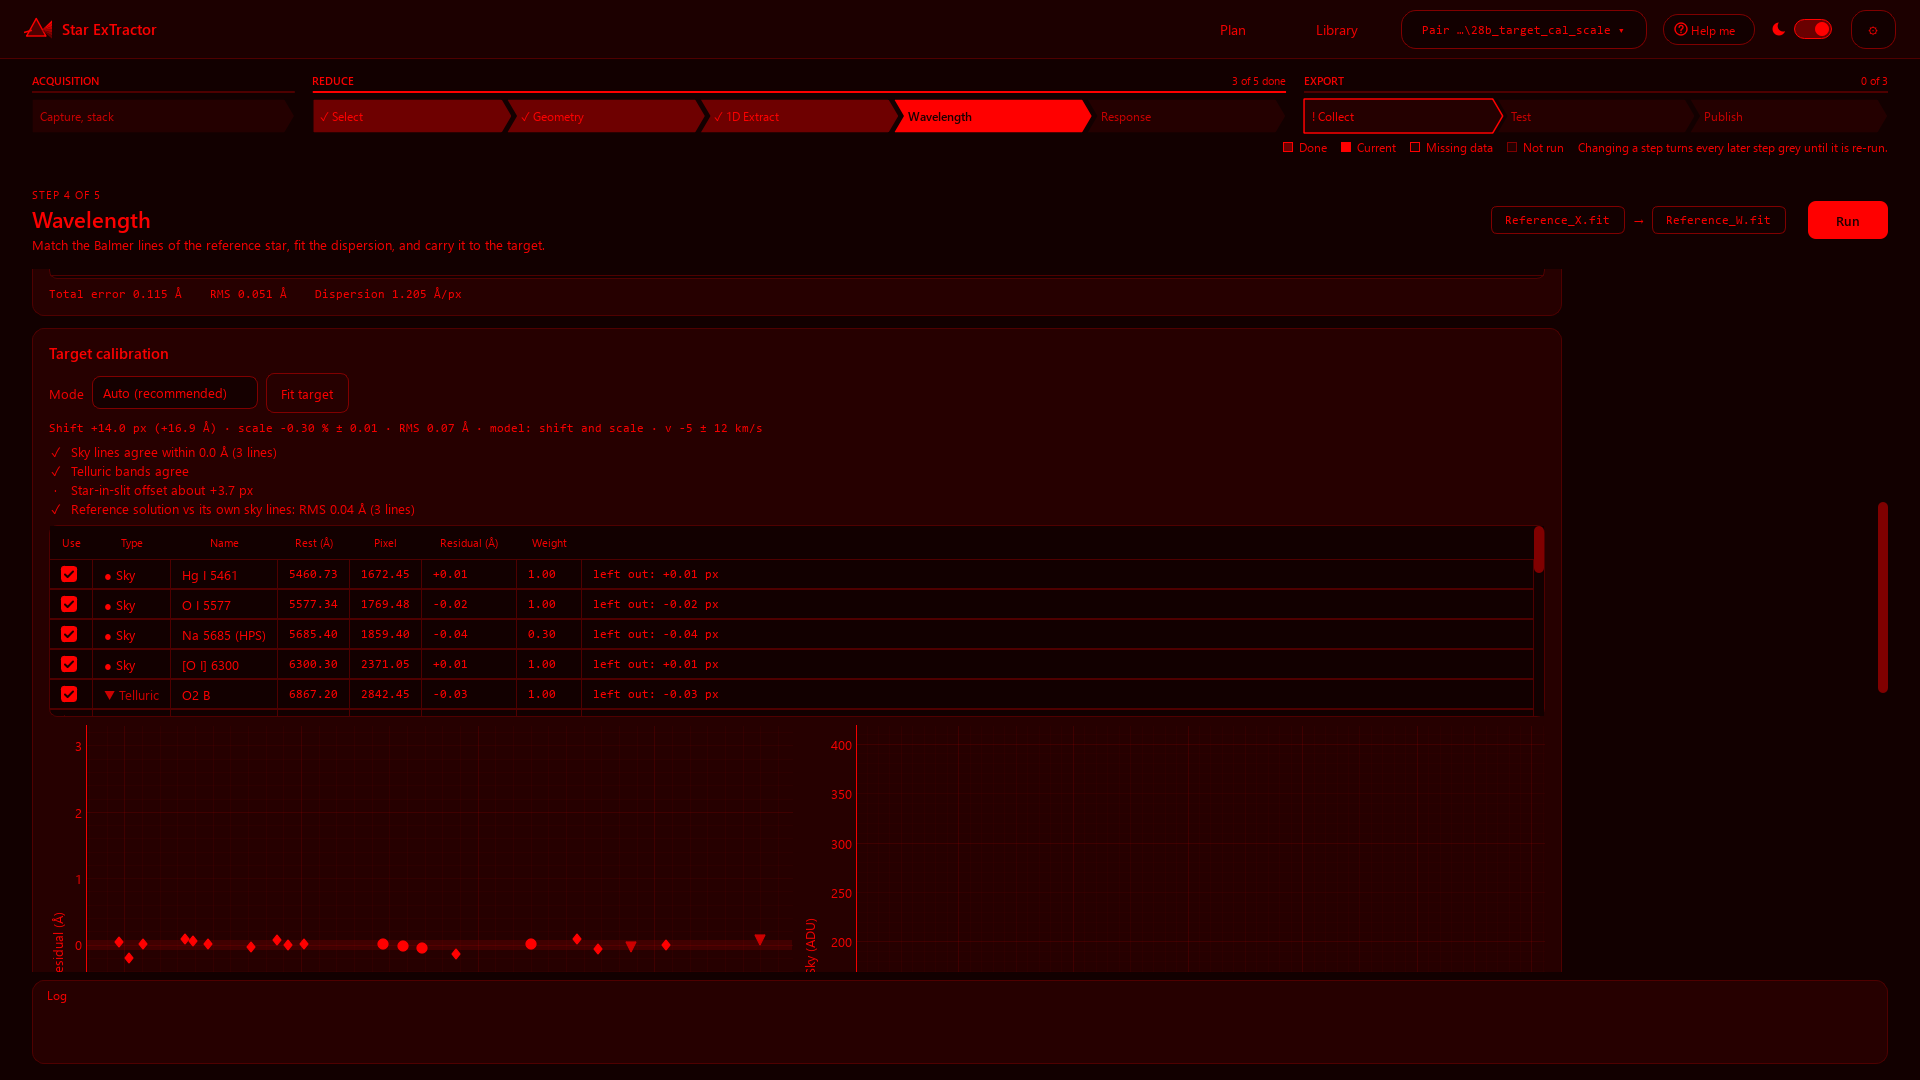 Star ExTractor
Plan
Library
Pair …\28b_target_cal_scale ▾
Help me
ACQUISITION
REDUCE
3 of 5 done
EXPORT
0 of 3
Capture, stack
✓ Select
✓ Geometry
✓ 1D Extract
Wavelength
Response
! Collect
Test
Publish
Done
Current
Missing data
Not run
Changing a step turns every later step grey until it is re-run.
STEP 4 OF 5
Wavelength
Match the Balmer lines of the reference star, fit the dispersion, and carry it to the target.
Reference_X.fit → Reference_W.fit
Run
Total error 0.115 Å RMS 0.051 Å Dispersion 1.205 Å/px
Target calibration
Mode Auto (recommended) Fit target
Shift +14.0 px (+16.9 Å) · scale -0.30 % ± 0.01 · RMS 0.07 Å · model: shift and scale · v -5 ± 12 km/s
✓ Sky lines agree within 0.0 Å (3 lines)
✓ Telluric bands agree
· Star-in-slit offset about +3.7 px
✓ Reference solution vs its own sky lines: RMS 0.04 Å (3 lines)
Use Type Name Rest (Å) Pixel Residual (Å) Weight
● Sky Hg I 5461 5460.73 1672.45 +0.01 1.00 left out: +0.01 px
● Sky O I 5577 5577.34 1769.48 -0.02 1.00 left out: -0.02 px
● Sky Na 5685 (HPS) 5685.40 1859.40 -0.04 0.30 left out: -0.04 px
● Sky [O I] 6300 6300.30 2371.05 +0.01 1.00 left out: +0.01 px
▼ Telluric O2 B 6867.20 2842.45 -0.03 1.00 left out: -0.03 px
3
2
1
0
esidual (Å)
400
350
300
250
200
Sky (ADU)
Log